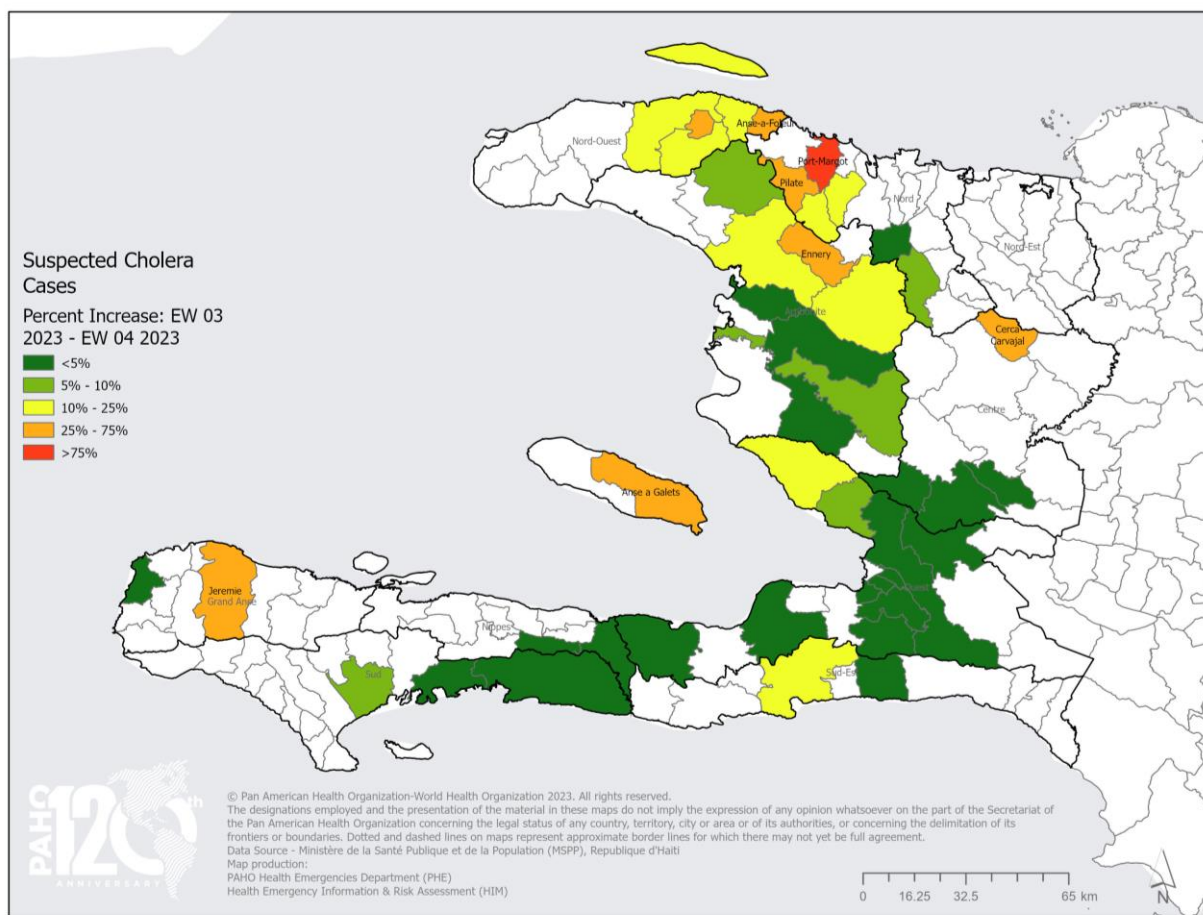 Nord-Ouest
Anse-a-Foleur
Port-Margot
Pilate
Nord
Nord-Est
Ennery
Suspected Cholera
Cases
Percent Increase: EW 03
2023 - EW 04 2023
<5%
5% - 10%
10% - 25%
25% - 75%
>75%
Artibonite
Cerca
Carvajal
Centre
Anse a Galets
Jeremie
Grand Anse
Ouest
Nippes
Sud
Sud-Est
PAHO
120th
ANNIVERSARY
© Pan American Health Organization-World Health Organization 2023. All rights reserved.
The designations employed and the presentation of the material in these maps do not imply the expression of any opinion whatsoever on the part of the Secretariat of
the Pan American Health Organization concerning the legal status of any country, territory, city or area or of its authorities, or concerning the delimitation of its
frontiers or boundaries. Dotted and dashed lines on maps represent approximate border lines for which there may not yet be full agreement.
Data Source - Ministère de la Santé Publique et de la Population (MSPP), Republique d'Haiti
Map production:
PAHO Health Emergencies Department (PHE)
Health Emergency Information & Risk Assessment (HIM)
0 16.25 32.5 65 km
N